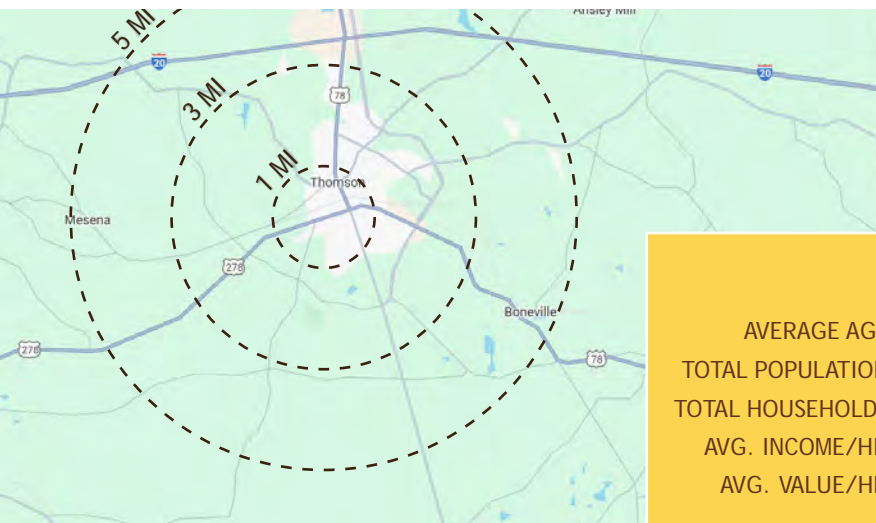 Ansley Mill
5 MI
20
20
3 MI
78
1 MI
Thomson
Mesena
278
Boneville
278
78
AVERAGE AG
TOTAL POPULATION
TOTAL HOUSEHOLD
AVG. INCOME/H
AVG. VALUE/H